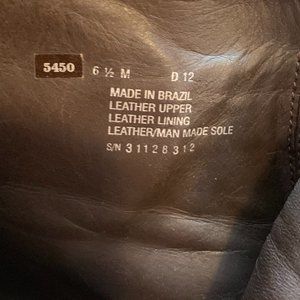 5450 6 ½ M D 12
MADE IN BRAZIL
LEATHER UPPER
LEATHER LINING
LEATHER/MAN MADE SOLE
S/N 31128312